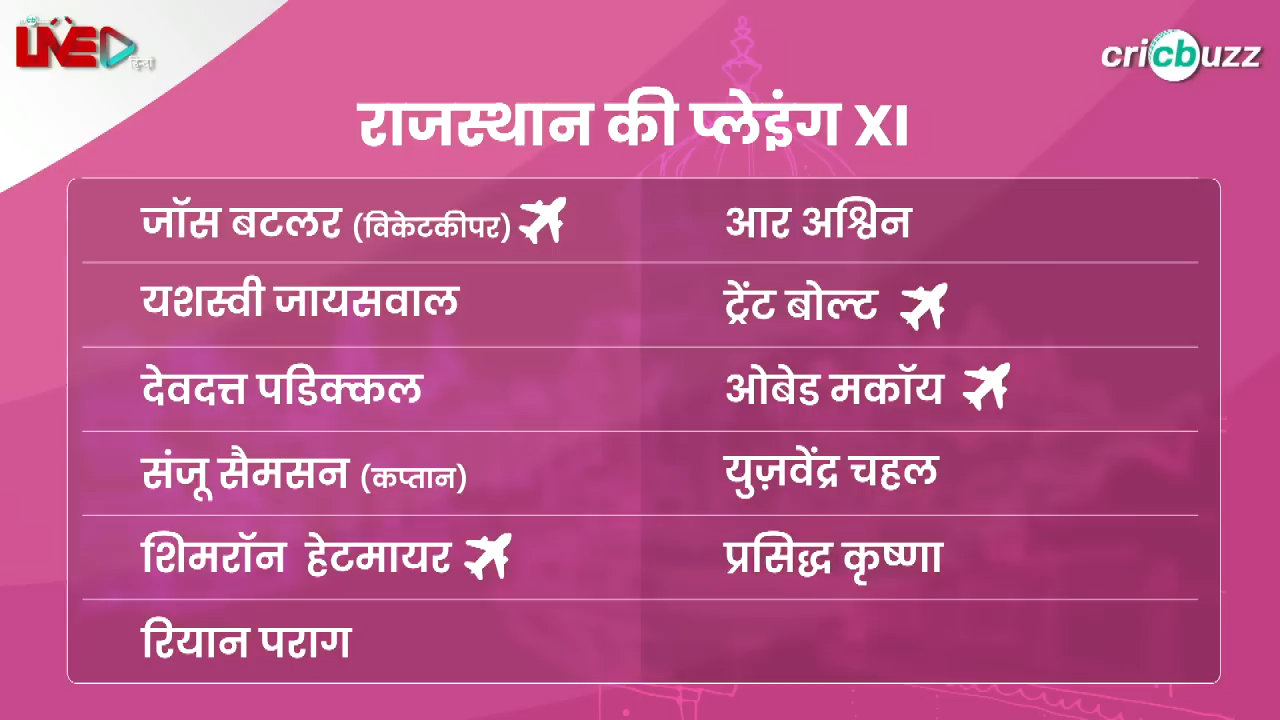 cb
LIVE
हिन्दी
cricbuzz
राजस्थान की प्लेइंग XI
जॉस बटलर (विकेटकीपर)
यशस्वी जायसवाल
देवदत्त पडिक्कल
संजू सैमसन (कप्तान)
शिमरॉन हेटमायर
रियान पराग
आर अश्विन
ट्रेंट बोल्ट
ओबेड मकॉय
युज़वेंद्र चहल
प्रसिद्ध कृष्णा